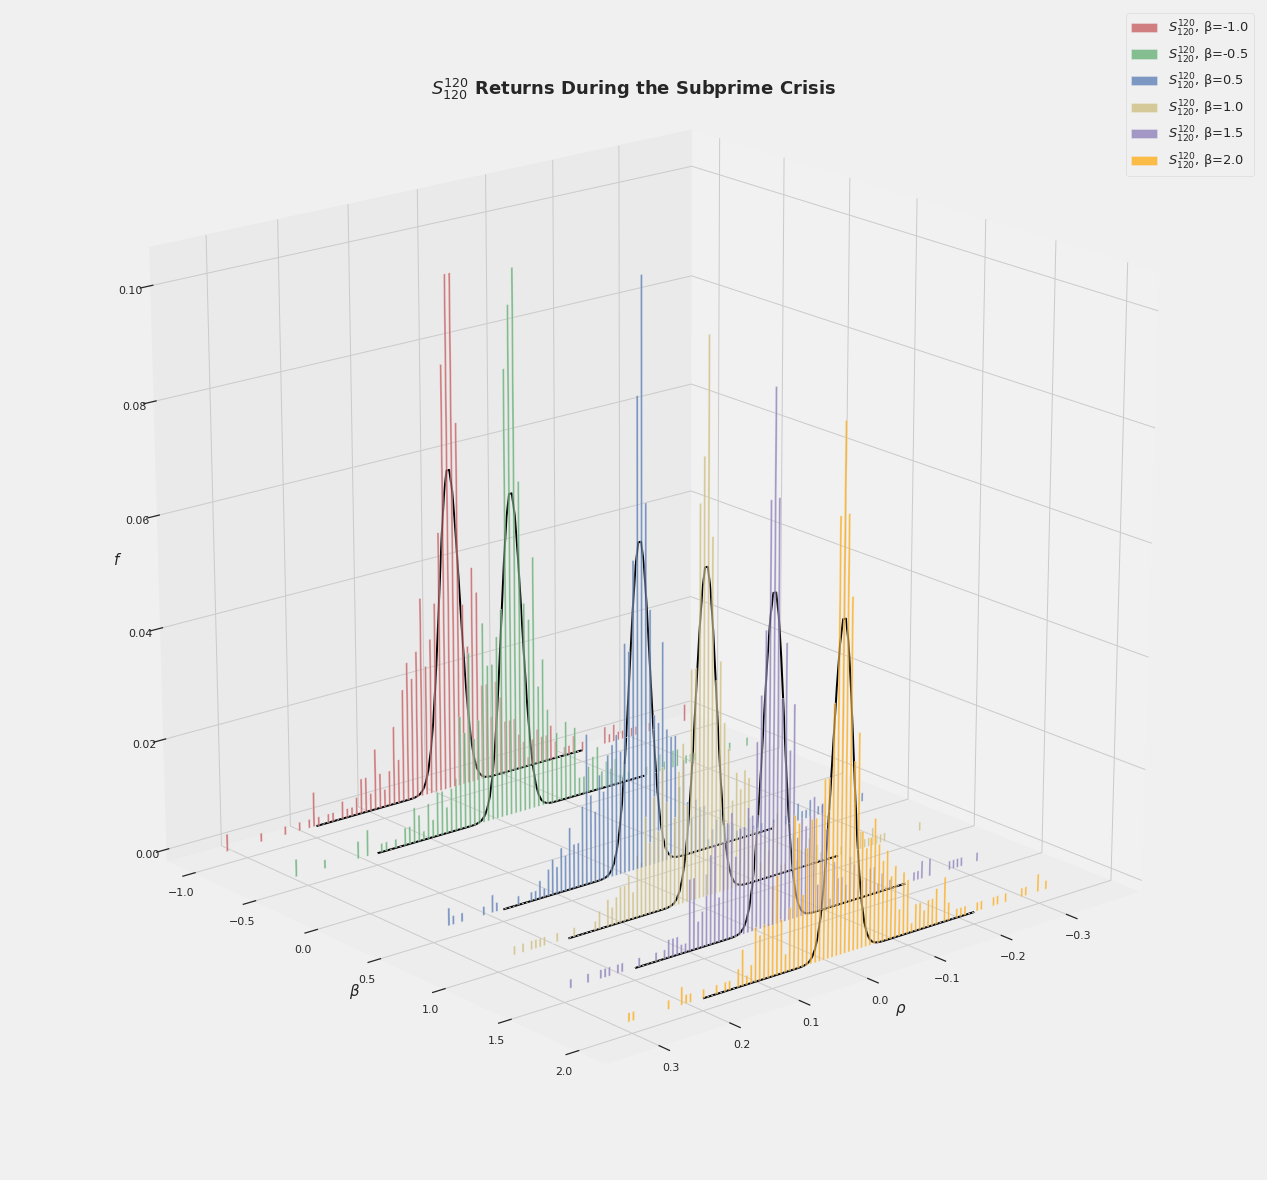 S₁₂₀¹²⁰, β=-1.0
S₁₂₀¹²⁰, β=-0.5
S₁₂₀¹²⁰, β=0.5
S₁₂₀¹²⁰, β=1.0
S₁₂₀¹²⁰, β=1.5
S₁₂₀¹²⁰, β=2.0
S₁₂₀¹²⁰ Returns During the Subprime Crisis
0.10
0.08
0.06
f
0.04
0.02
0.00
−1.0
−0.5
0.0
0.5
β
1.0
1.5
2.0
0.3
0.2
0.1
0.0
ρ
−0.1
−0.2
−0.3